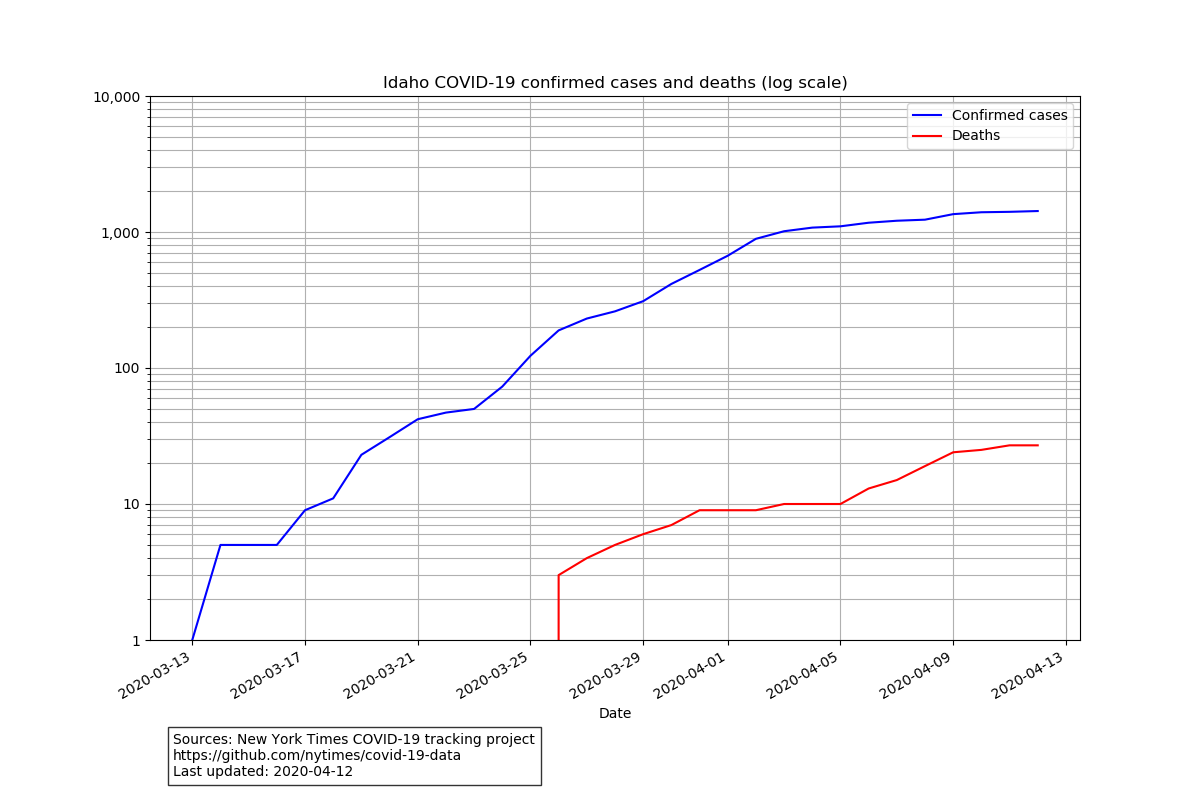 Idaho COVID-19 confirmed cases and deaths (log scale)
10,000
1,000
100
10
1
Confirmed cases
Deaths
2020-03-13
2020-03-17
2020-03-21
2020-03-25
2020-03-29
2020-04-01
2020-04-05
2020-04-09
2020-04-13
Date
Sources: New York Times COVID-19 tracking project
https://github.com/nytimes/covid-19-data
Last updated: 2020-04-12